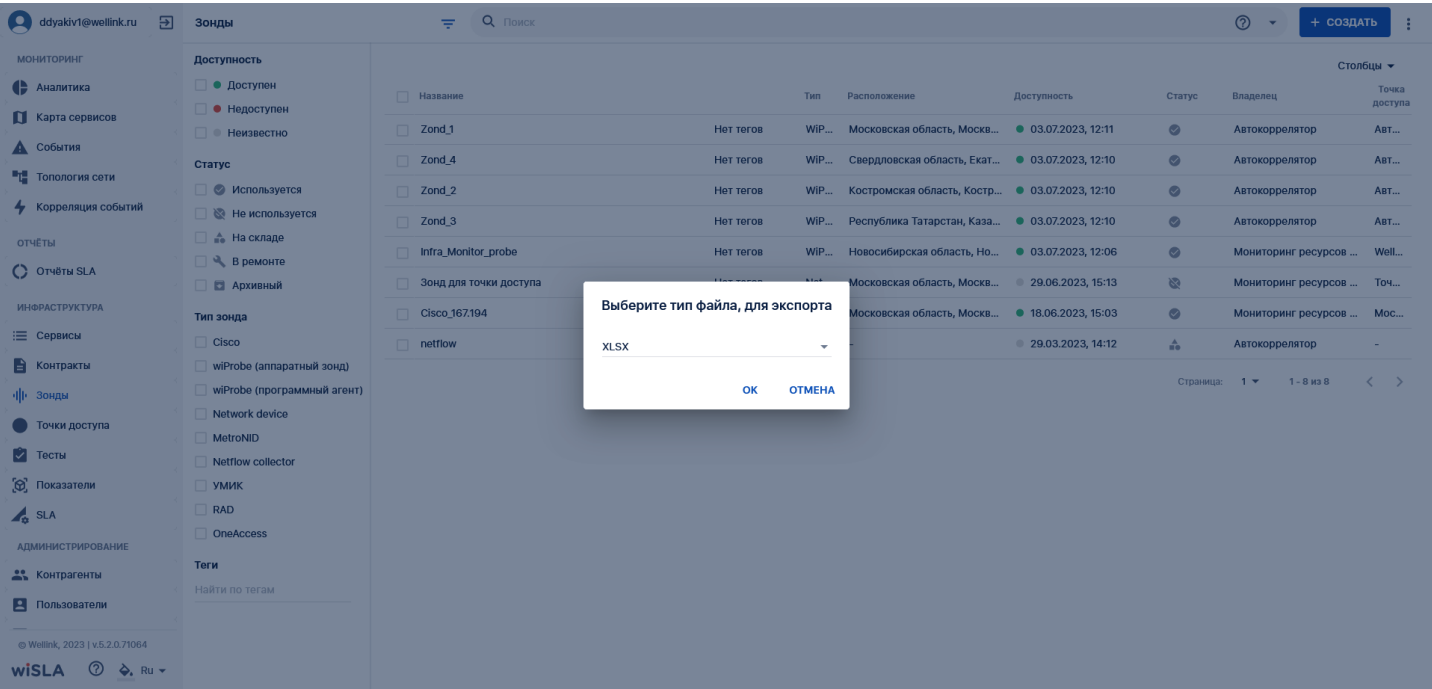 ddyakiv1@wellink.ru
Зонды
Поиск
+ СОЗДАТЬ
МОНИТОРИНГ
Аналитика
Карта сервисов
События
Топология сети
Корреляция событий
ОТЧЁТЫ
Отчёты SLA
ИНФРАСТРУКТУРА
Сервисы
Контракты
Зонды
Точки доступа
Тесты
Показатели
SLA
АДМИНИСТРИРОВАНИЕ
Контрагенты
Пользователи
© Wellink, 2023 | v.5.2.0.71064
wiSLA Ru
Доступность
Доступен
Недоступен
Неизвестно
Статус
Используется
Не используется
На складе
В ремонте
Архивный
Тип зонда
Cisco
wiProbe (аппаратный зонд)
wiProbe (программный агент)
Network device
MetroNID
Netflow collector
УМИК
RAD
OneAccess
Теги
Найти по тегам
Столбцы
Название Тип Расположение Доступность Статус Владелец Точка доступа
Zond_1 Нет тегов WiP... Московская область, Москв... 03.07.2023, 12:11 Автокоррелятор Авт...
Zond_4 Нет тегов WiP... Свердловская область, Екат... 03.07.2023, 12:10 Автокоррелятор Авт...
Zond_2 Нет тегов WiP... Костромская область, Костр... 03.07.2023, 12:10 Автокоррелятор Авт...
Zond_3 Нет тегов WiP... Республика Татарстан, Каза... 03.07.2023, 12:10 Автокоррелятор Авт...
Infra_Monitor_probe Нет тегов WiP... Новосибирская область, Но... 03.07.2023, 12:06 Мониторинг ресурсов ... Well...
Зонд для точки доступа Нет тегов Net... Московская область, Москв... 29.06.2023, 15:13 Мониторинг ресурсов ... Точ...
Cisco_167.194 Московская область, Москв... 18.06.2023, 15:03 Мониторинг ресурсов ... Мос...
netflow - 29.03.2023, 14:12 Автокоррелятор -
Страница: 1 1 - 8 из 8
Выберите тип файла, для экспорта
XLSX
ОК ОТМЕНА